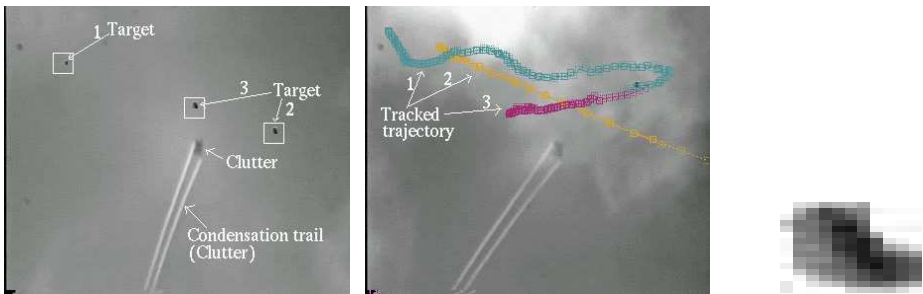 1 Target
3 Target
2
Clutter
Condensation trail
(Clutter)
1 2
3
Tracked
trajectory